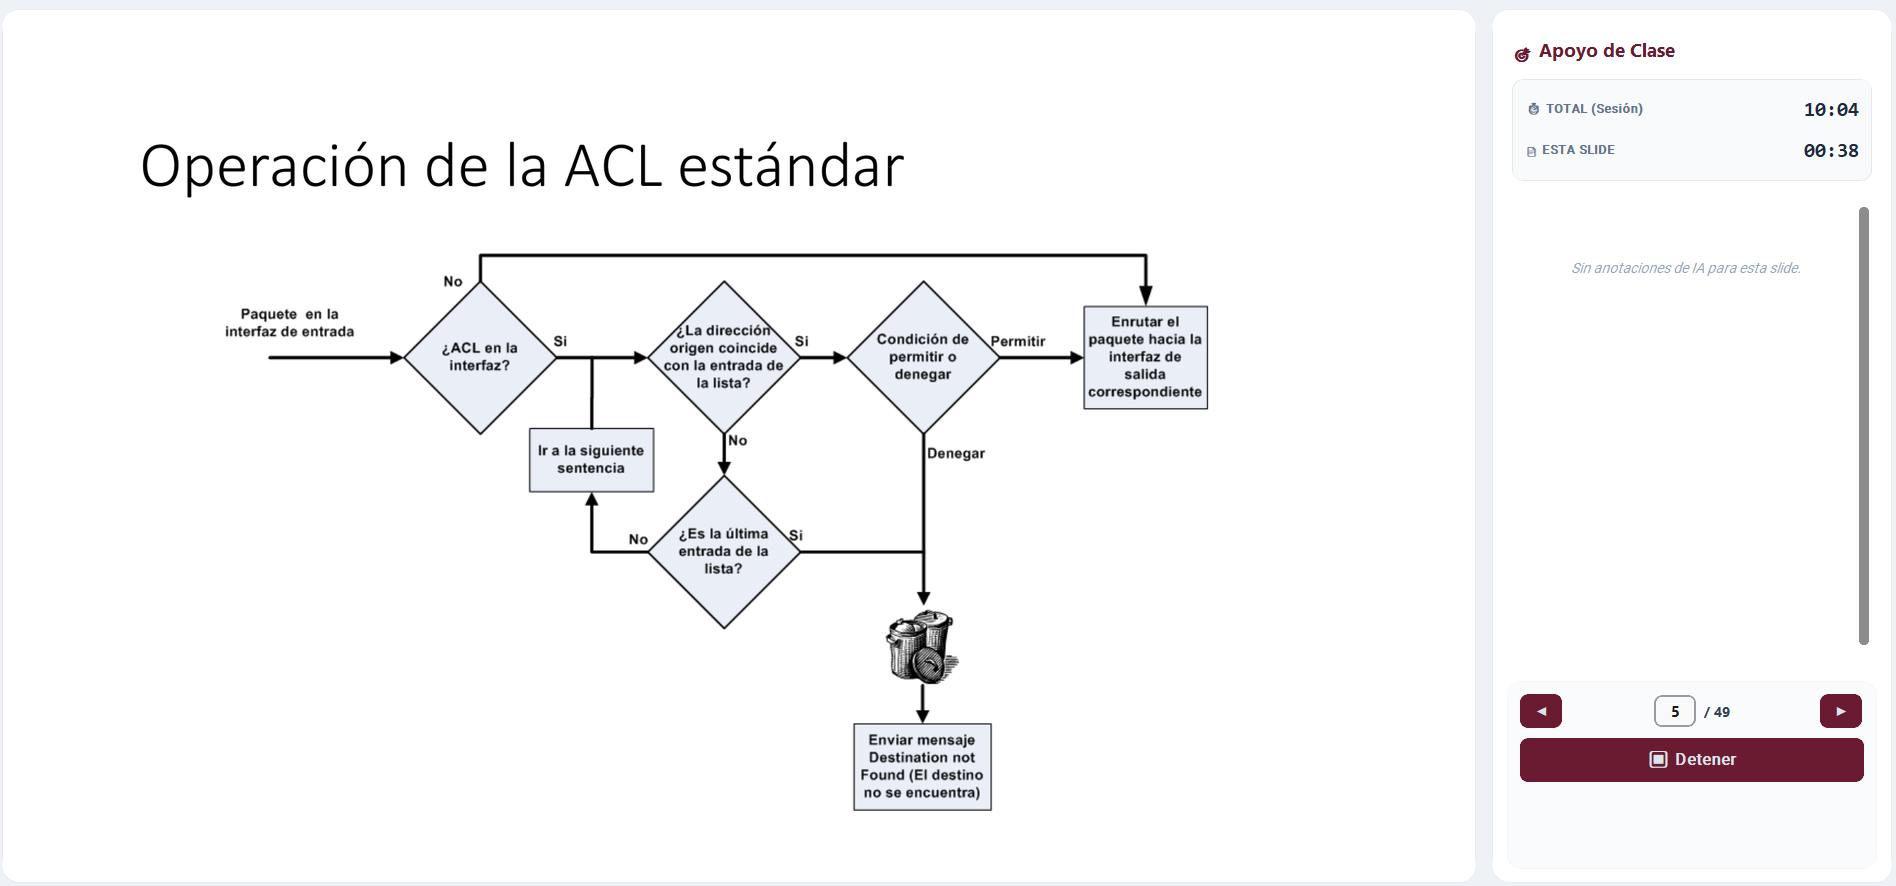 Operación de la ACL estándar
No
Paquete en la
interfaz de entrada
¿ACL en la
interfaz?
Si
¿La dirección
origen coincide
con la entrada de
la lista?
Si
Condición de
permitir o
denegar
Permitir
Enrutar el
paquete hacia la
interfaz de
salida
correspondiente
Ir a la siguiente
sentencia
No
Denegar
No
¿Es la última
entrada de la
lista?
Si
Enviar mensaje
Destination not
Found (El destino
no se encuentra)
Apoyo de Clase
TOTAL (Sesión) 10:04
ESTA SLIDE 00:38
Sin anotaciones de IA para esta slide.
5 / 49
Detener